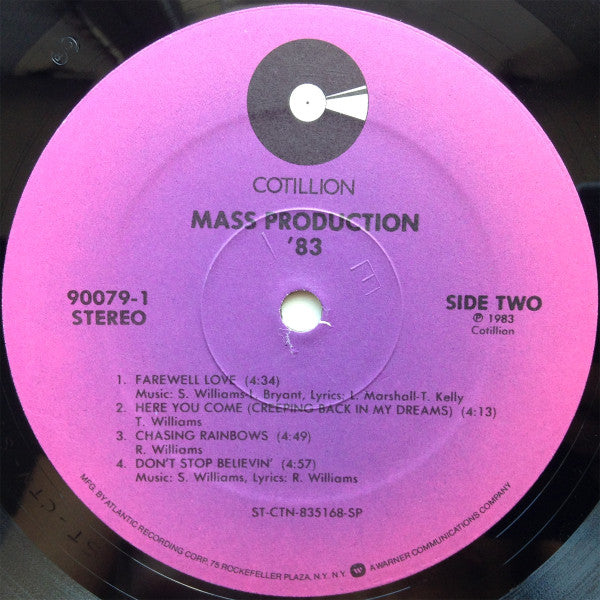 COTILLION
MASS PRODUCTION
'83
90079-1
STEREO
SIDE TWO
℗ 1983
Cotillion
1. FAREWELL LOVE (4:34)
Music: S. Williams-L. Bryant, Lyrics: L. Marshall-T. Kelly
2. HERE YOU COME (CREEPING BACK IN MY DREAMS) (4:13)
T. Williams
3. CHASING RAINBOWS (4:49)
R. Williams
4. DON'T STOP BELIEVIN' (4:57)
Music: S. Williams, Lyrics: R. Williams
ST-CTN-835168-SP
MFG. BY ATLANTIC RECORDING CORP., 75 ROCKEFELLER PLAZA, N.Y., N.Y. A WARNER COMMUNICATIONS COMPANY